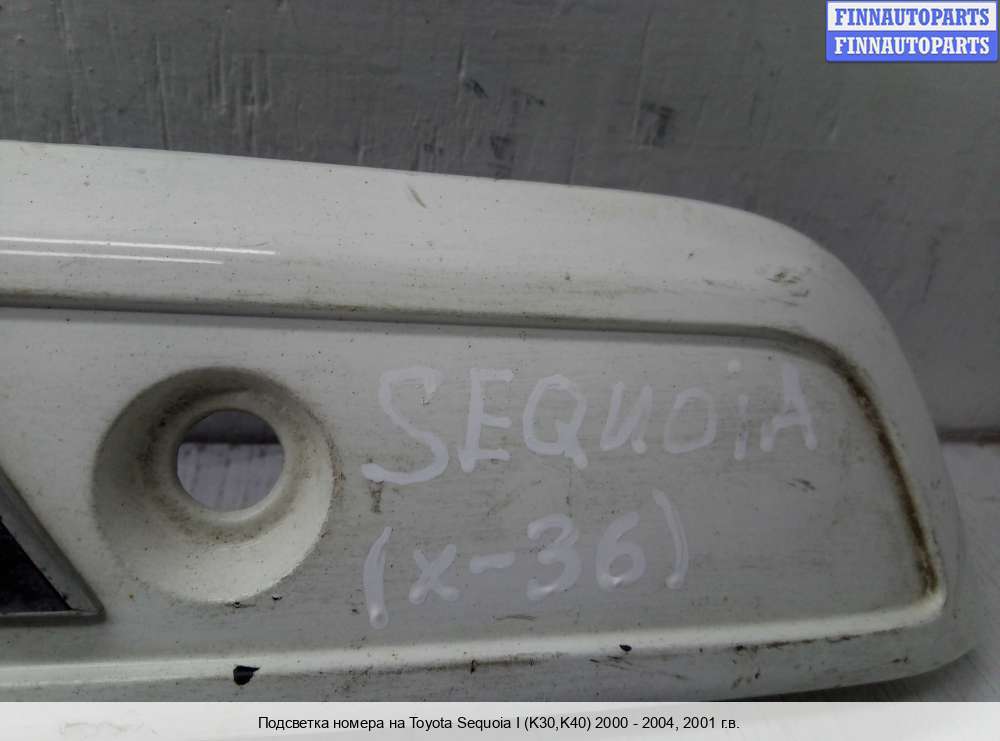 FINNAUTOPARTS
FINNAUTOPARTS
SEQUOiA
(x-36)
Подсветка номера на Toyota Sequoia I (K30,K40) 2000 - 2004, 2001 г.в.